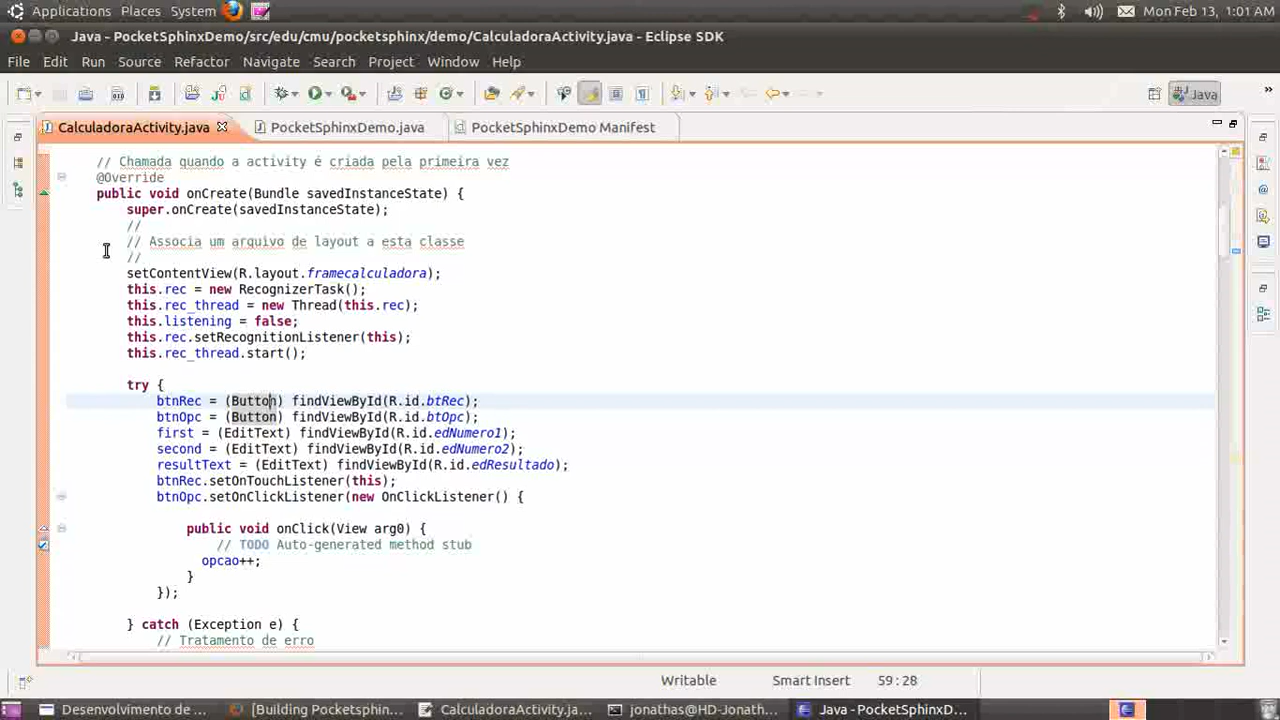 Applications Places System Mon Feb 13, 1:01 AM
Java - PocketSphinxDemo/src/edu/cmu/pocketsphinx/demo/CalculadoraActivity.java - Eclipse SDK
File Edit Run Source Refactor Navigate Search Project Window Help
Java
CalculadoraActivity.java PocketSphinxDemo.java PocketSphinxDemo Manifest
// Chamada quando a activity é criada pela primeira vez
@Override
public void onCreate(Bundle savedInstanceState) {
super.onCreate(savedInstanceState);
//
// Associa um arquivo de layout a esta classe
//
setContentView(R.layout.framecalculadora);
this.rec = new RecognizerTask();
this.rec_thread = new Thread(this.rec);
this.listening = false;
this.rec.setRecognitionListener(this);
this.rec_thread.start();
try {
btnRec = (Button) findViewById(R.id.btRec);
btnOpc = (Button) findViewById(R.id.btOpc);
first = (EditText) findViewById(R.id.edNumero1);
second = (EditText) findViewById(R.id.edNumero2);
resultText = (EditText) findViewById(R.id.edResultado);
btnRec.setOnTouchListener(this);
btnOpc.setOnClickListener(new OnClickListener() {
public void onClick(View arg0) {
// TODO Auto-generated method stub
opcao++;
}
});
} catch (Exception e) {
// Tratamento de erro
Writable Smart Insert 59 : 28
Desenvolvimento de ... [Building Pocketsphin... CalculadoraActivity.ja... jonathas@HD-Jonath... Java - PocketSphinxD...